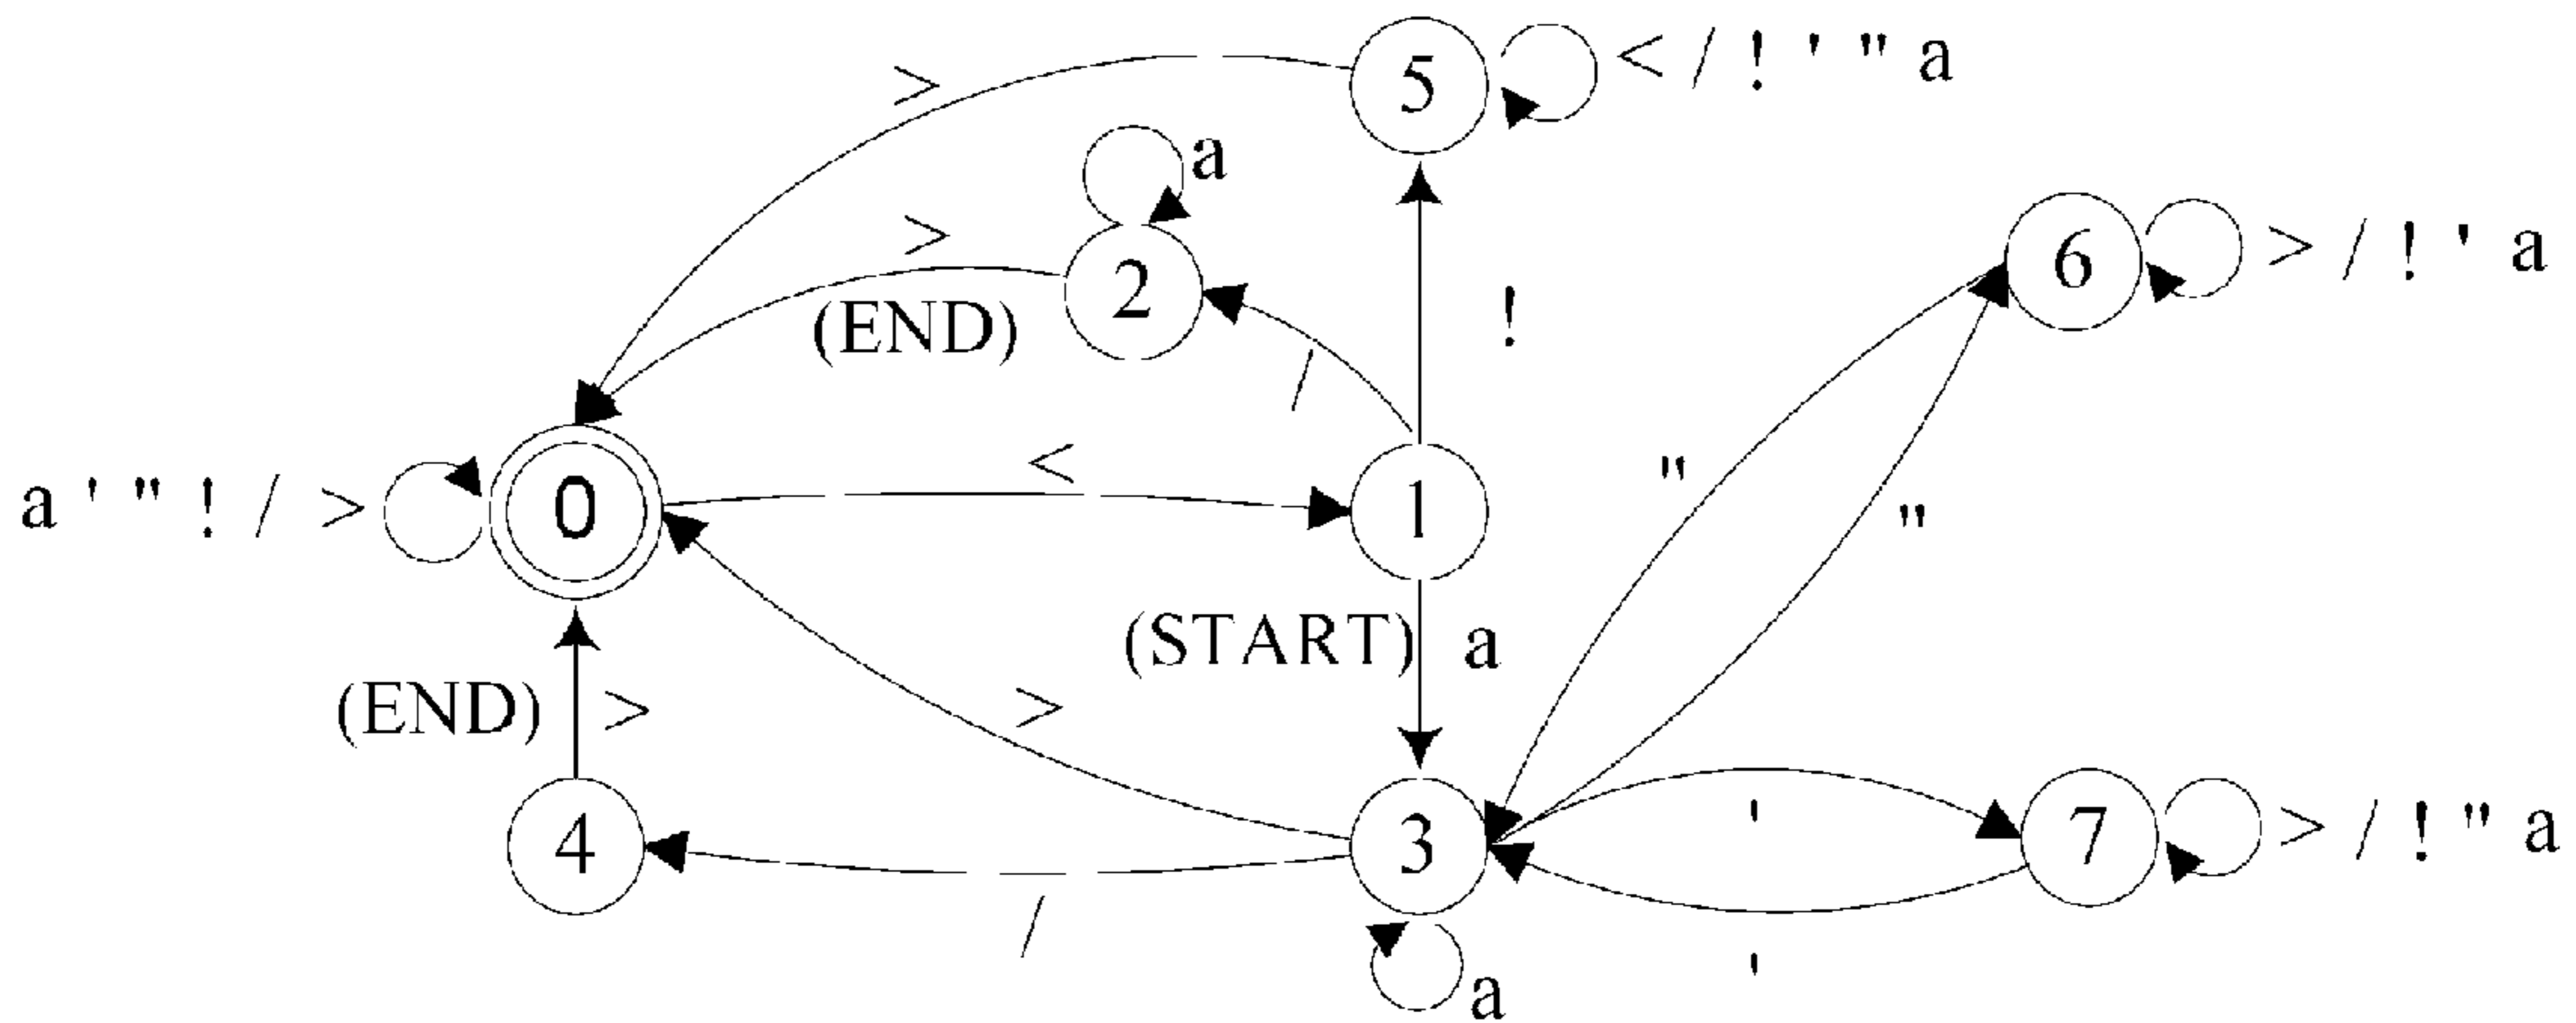 5
< / ! ' " a
>
a
6
> / ! ' a
>
2
(END)
!
/
<
"
a ' " ! / >
0
1
"
(START) a
(END) >
>
4
3
'
7
> / ! " a
/
'
a